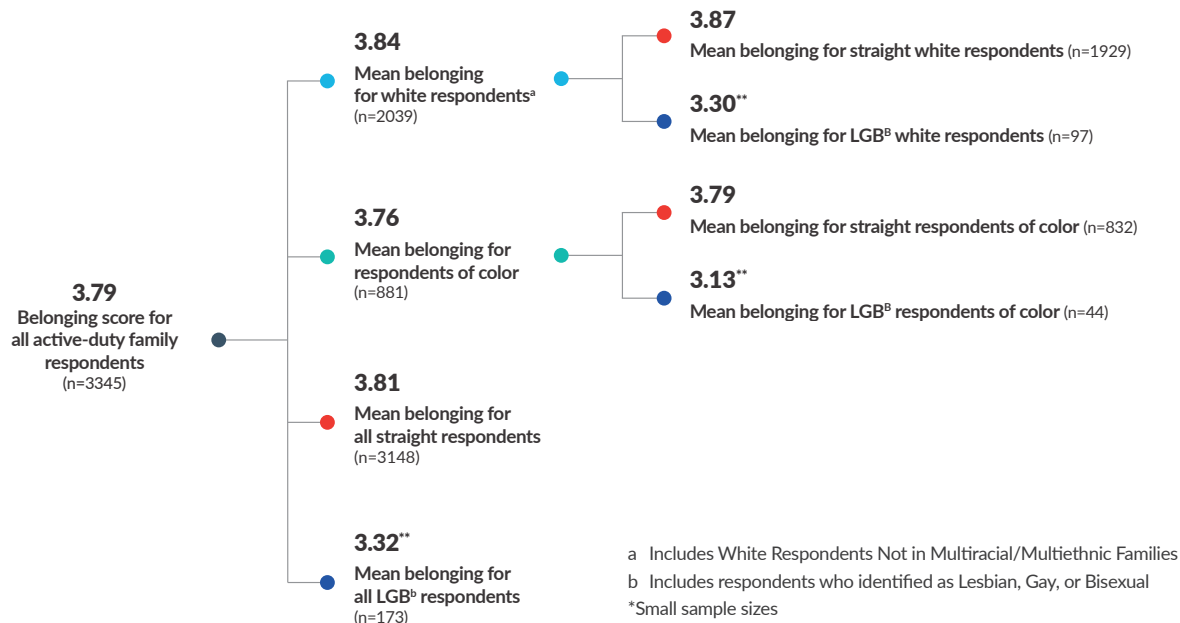 3.79
Belonging score for
all active-duty family
respondents
(n=3345)
3.84
Mean belonging
for white respondentsᵃ
(n=2039)
3.87
Mean belonging for straight white respondents (n=1929)
3.30**
Mean belonging for LGBᴮ white respondents (n=97)
3.76
Mean belonging for
respondents of color
(n=881)
3.79
Mean belonging for straight respondents of color (n=832)
3.13**
Mean belonging for LGBᴮ respondents of color (n=44)
3.81
Mean belonging for
all straight respondents
(n=3148)
3.32**
Mean belonging for
all LGBᵇ respondents
(n=173)
a Includes White Respondents Not in Multiracial/Multiethnic Families
b Includes respondents who identified as Lesbian, Gay, or Bisexual
*Small sample sizes